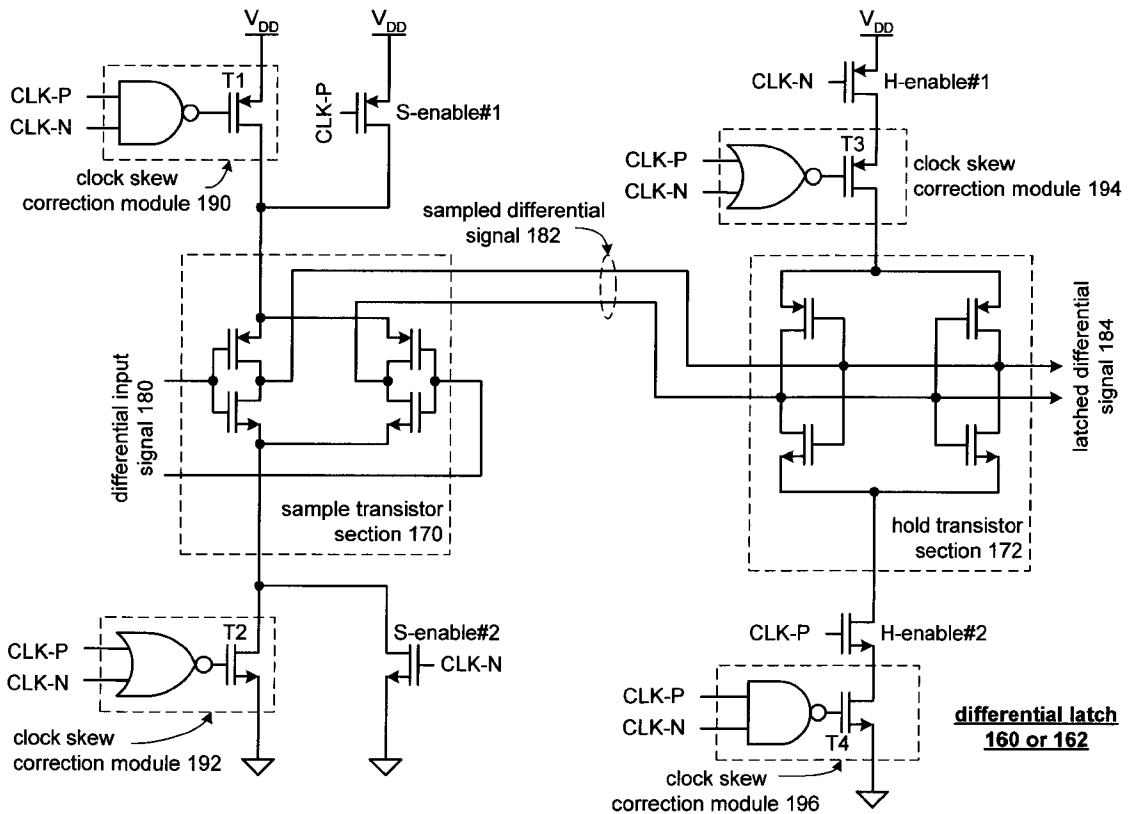 VDD
VDD
VDD
T1
CLK-P
CLK-N
CLK-P
S-enable#1
clock skew
correction module 190
CLK-N
H-enable#1
T3
CLK-P
CLK-N
clock skew
correction module 194
sampled differential
signal 182
differential input
signal 180
sample transistor
section 170
latched differential
signal 184
hold transistor
section 172
T2
CLK-P
CLK-N
S-enable#2
CLK-N
clock skew
correction module 192
CLK-P
H-enable#2
CLK-P
CLK-N
T4
clock skew
correction module 196
differential latch
160 or 162